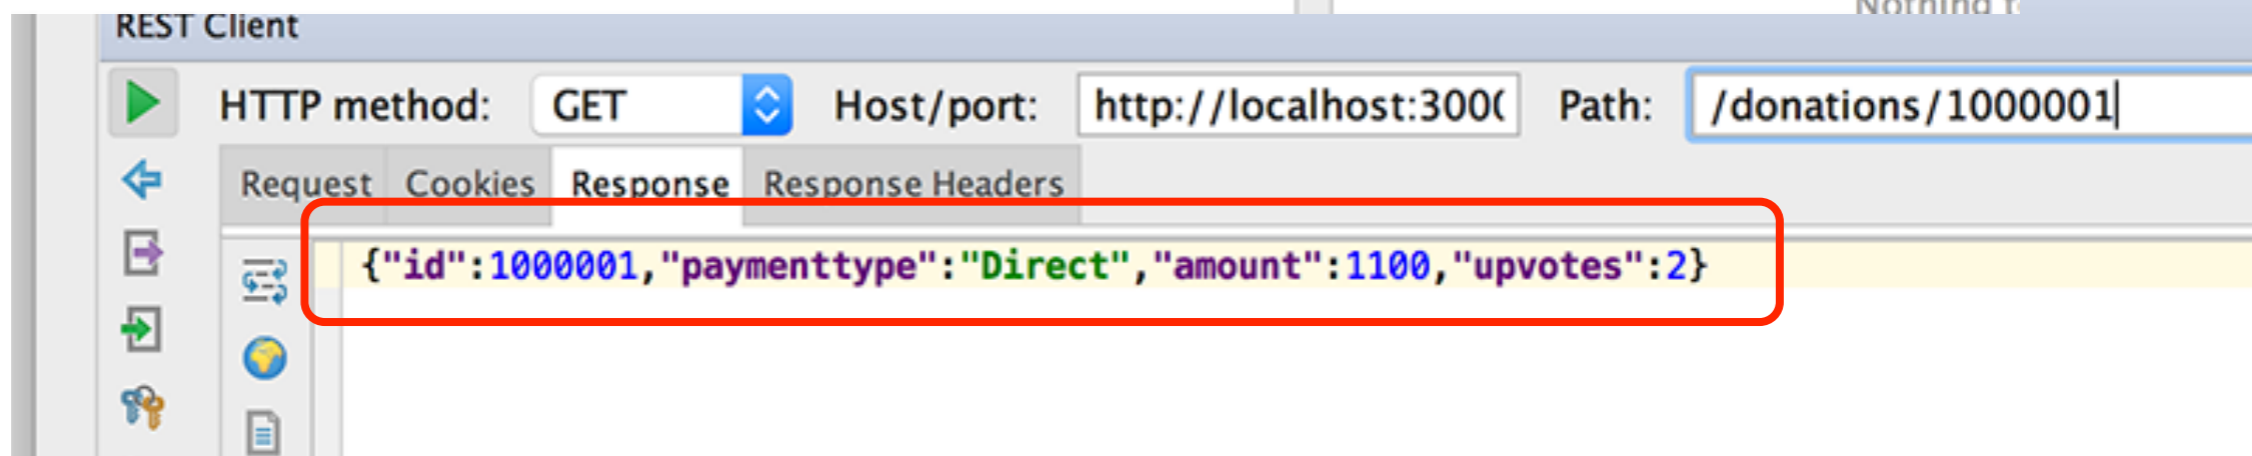 Nothing
REST Client
HTTP method: GET Host/port: http://localhost:300 Path: /donations/1000001
Request Cookies Response Response Headers
{"id":1000001,"paymenttype":"Direct","amount":1100,"upvotes":2}